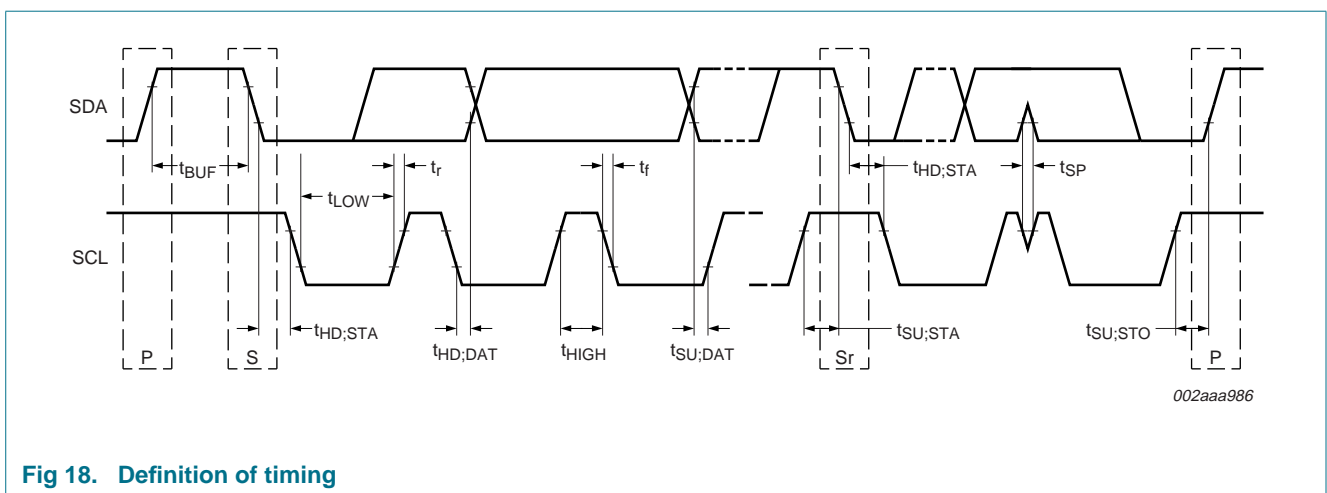 SDA
tBUF
tLOW
tr
tf
tHD;STA
tSP
SCL
tHD;STA
tHD;DAT
tHIGH
tSU;DAT
tSU;STA
tSU;STO
P
S
Sr
P
002aaa986
Fig 18. Definition of timing